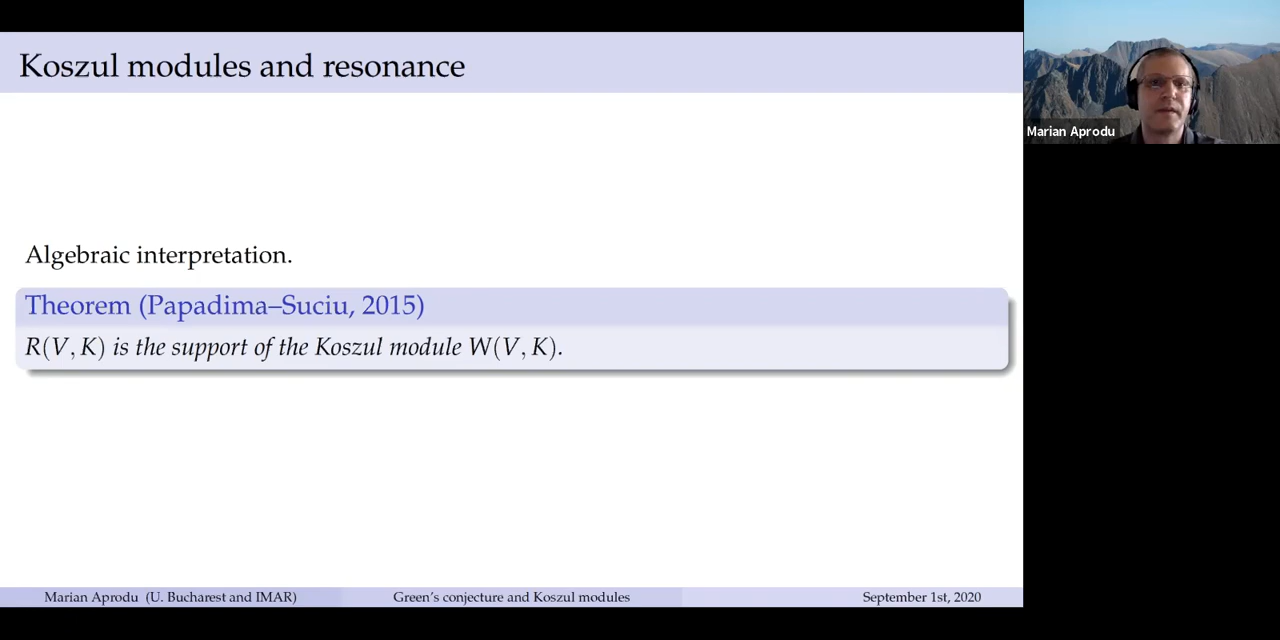 Koszul modules and resonance
Marian Aprodu
Algebraic interpretation.
Theorem (Papadima–Suciu, 2015)
R(V, K) is the support of the Koszul module W(V, K).
Marian Aprodu (U. Bucharest and IMAR)
Green's conjecture and Koszul modules
September 1st, 2020